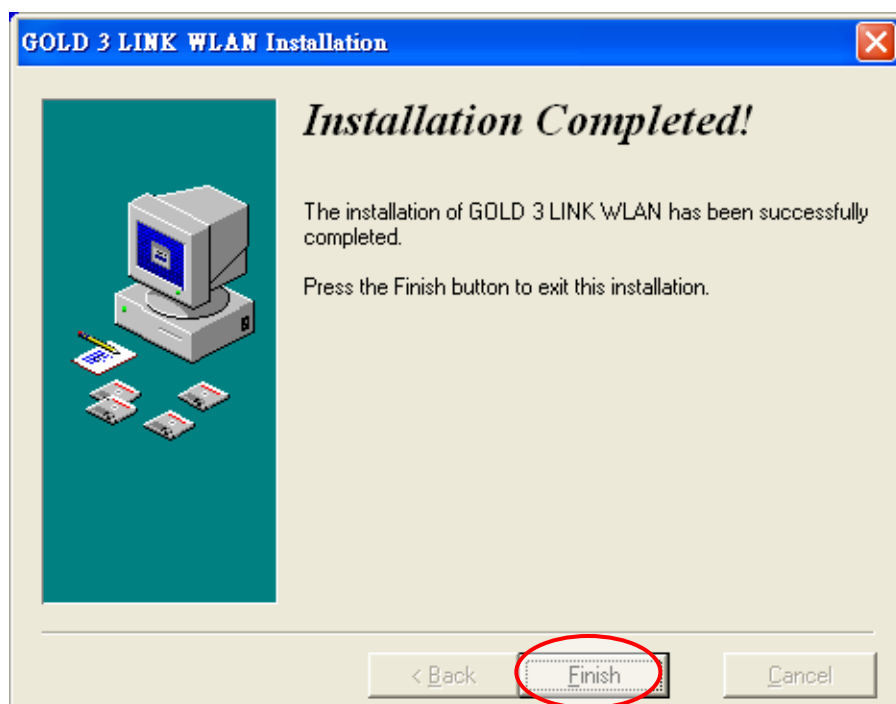 GOLD 3 LINK WLAN Installation
Installation Completed!
The installation of GOLD 3 LINK WLAN has been successfully
completed.
Press the Finish button to exit this installation.
< Back
Finish
Cancel